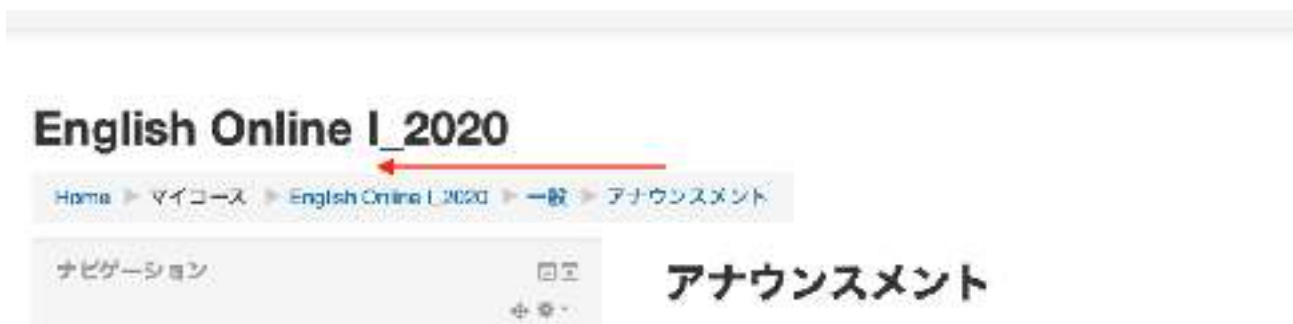 English Online I_2020
Home ▶ マイコース ▶ English Online I_2020 ▶ 一般 ▶ アナウンスメント
ナビゲーション
アナウンスメント